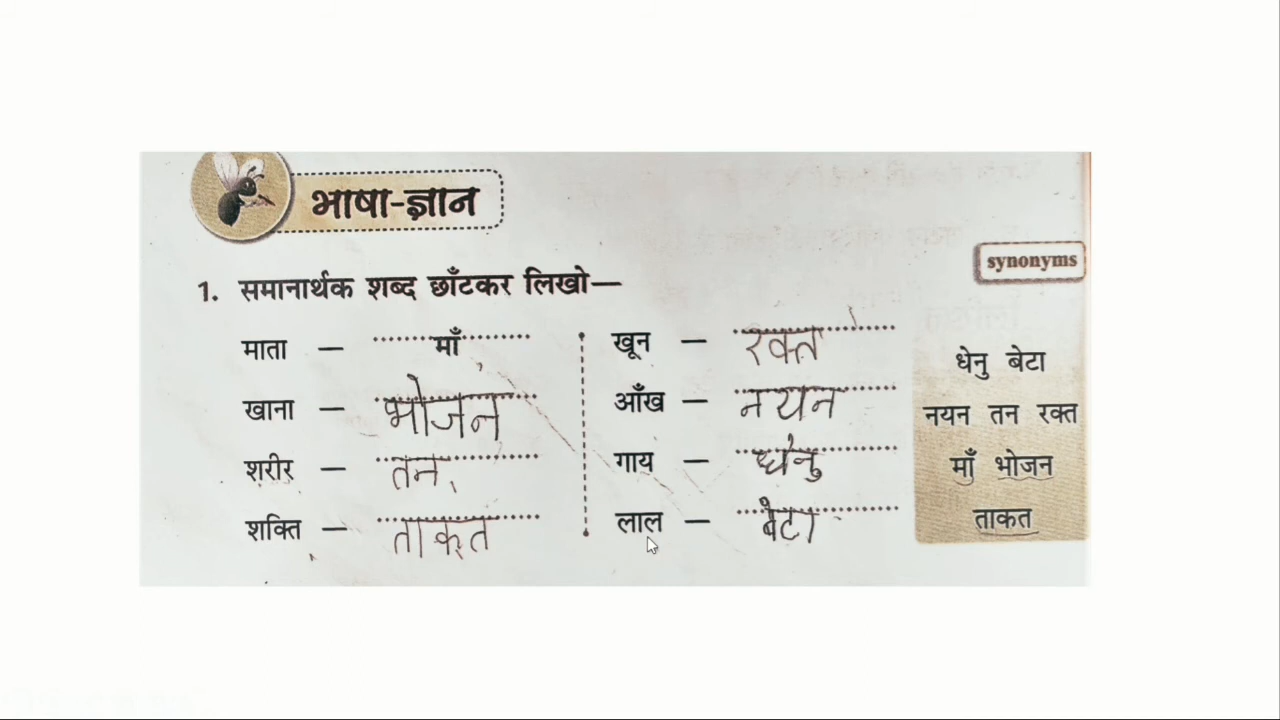 भाषा-ज्ञान
synonyms
1. समानार्थक शब्द छाँटकर लिखो—
माता — माँ
खाना — भोजन
शरीर — तन
शक्ति — ताकत
खून — रक्त
आँख — नयन
गाय — धेनु
लाल — बेटा
धेनु बेटा
नयन तन रक्त
माँ भोजन
ताकत